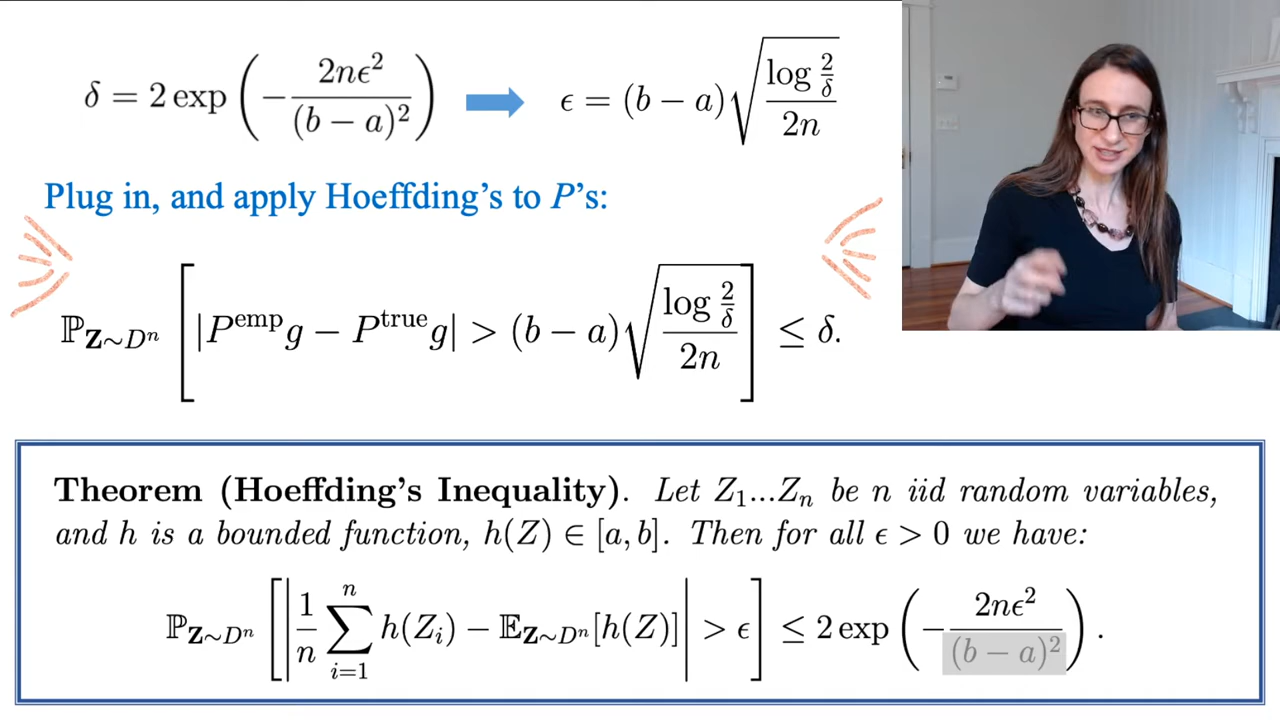 δ = 2 exp ( − 2nϵ² / (b − a)² ) ϵ = (b − a) √( log 2/δ / 2n )
Plug in, and apply Hoeffding’s to P’s:
ℙ_{𝐙∼Dⁿ} [ |P^{emp} g − P^{true} g| > (b − a) √( log 2/δ / 2n ) ] ≤ δ.
Theorem (Hoeffding’s Inequality). Let Z₁...Zₙ be n iid random variables,
and h is a bounded function, h(Z) ∈ [a, b]. Then for all ϵ > 0 we have:
ℙ_{𝐙∼Dⁿ} [ | 1/n ∑_{i=1}^{n} h(Z_i) − 𝔼_{𝐙∼Dⁿ}[h(Z)] | > ϵ ] ≤ 2 exp ( − 2nϵ² / (b − a)² ) .